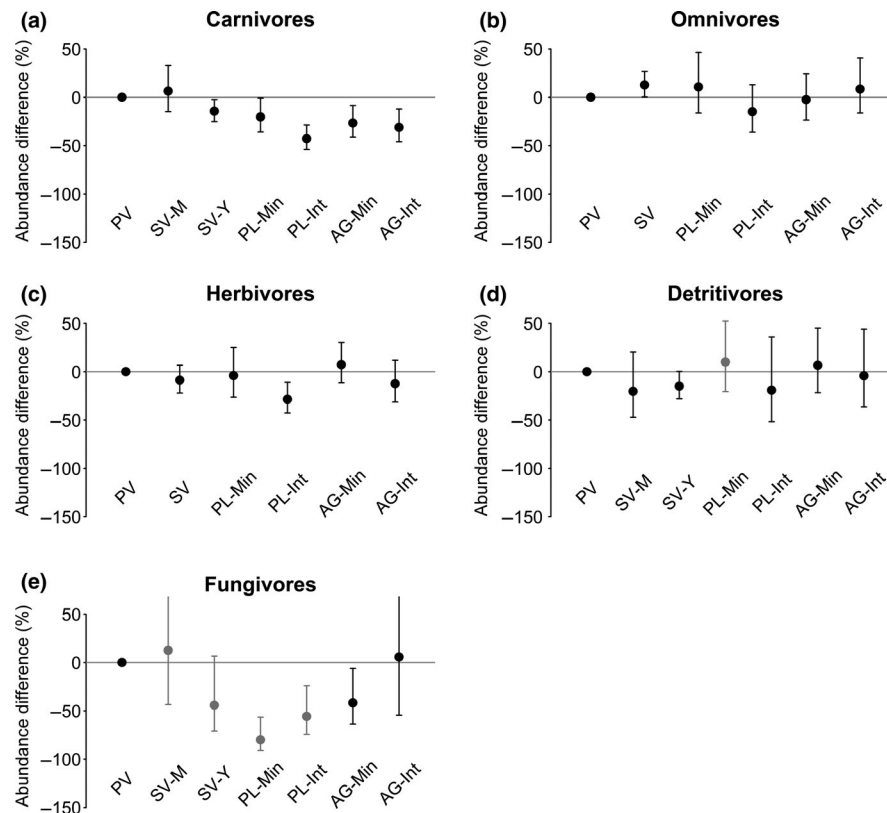 (a) Carnivores
Abundance difference (%)
50
0
–50
–100
–150
PV SV-M SV-Y PL-Min PL-Int AG-Min AG-Int
(b) Omnivores
Abundance difference (%)
50
0
–50
–100
–150
PV SV PL-Min PL-Int AG-Min AG-Int
(c) Herbivores
Abundance difference (%)
50
0
–50
–100
–150
PV SV PL-Min PL-Int AG-Min AG-Int
(d) Detritivores
Abundance difference (%)
50
0
–50
–100
–150
PV SV-M SV-Y PL-Min PL-Int AG-Min AG-Int
(e) Fungivores
Abundance difference (%)
50
0
–50
–100
–150
PV SV-M SV-Y PL-Min PL-Int AG-Min AG-Int